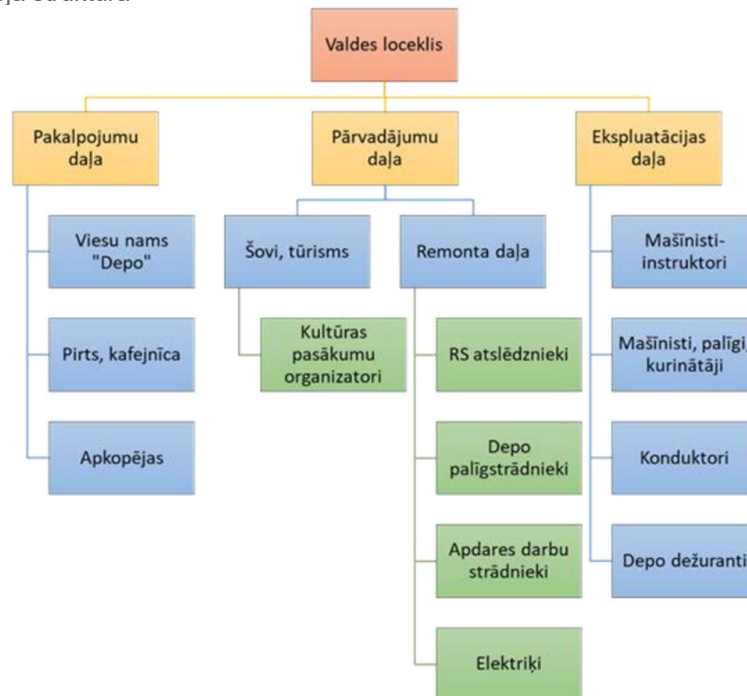 Valdes loceklis
Pakalpojumu
daļa
Pārvadājumu
daļa
Ekspluatācijas
daļa
Viesu nams
"Depo"
Pirts, kafejnīca
Apkopējas
Šovi, tūrisms
Kultūras
pasākumu
organizatori
Remonta daļa
RS atslēdznieki
Depo
palīgstrādnieki
Apdares darbu
strādnieki
Elektriķi
Mašīnisti-
instruktori
Mašīnisti, palīgi,
kurinātāji
Konduktori
Depo dežuranti